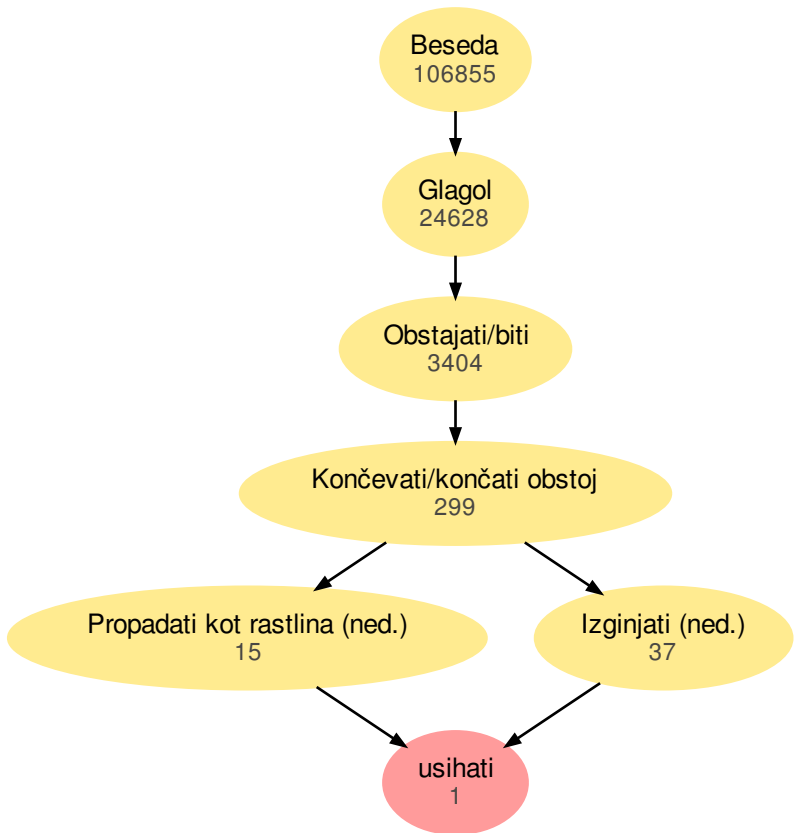 Beseda
106855
Glagol
24628
Obstajati/biti
3404
Končevati/končati obstoj
299
Propadati kot rastlina (ned.)
15
Izginjati (ned.)
37
usihati
1